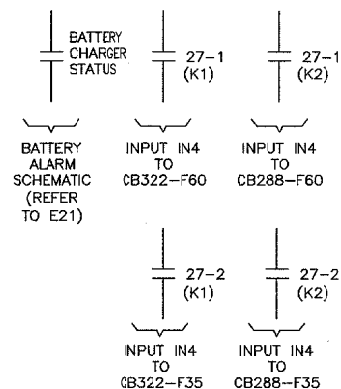 BATTERY
CHARGER
STATUS
27-1
(K1)
27-1
(K2)
BATTERY
ALARM
SCHEMATIC
(REFER
TO E21)
INPUT IN4
TO
CB322-F60
INPUT IN4
TO
CB288-F60
27-2
(K1)
27-2
(K2)
INPUT IN4
TO
CB322-F35
INPUT IN4
TO
CB288-F35